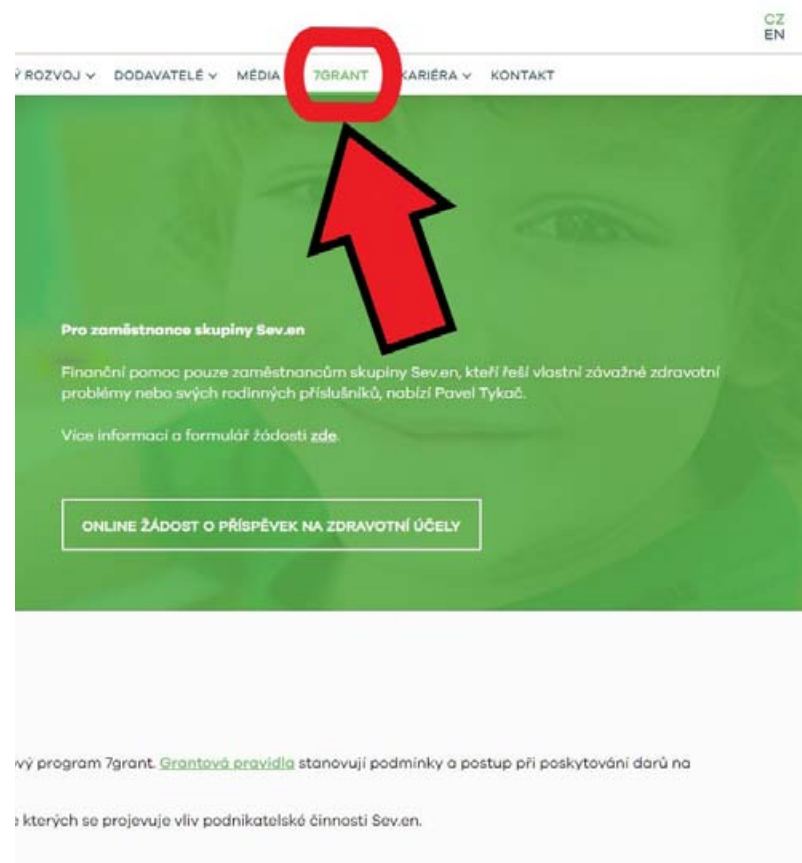 CZ
EN
Ý ROZVOJ DODAVATELÉ MÉDIA 7GRANT KARIÉRA KONTAKT
Pro zaměstnance skupiny Sev.en
Finanční pomoc pouze zaměstnancům skupiny Sev.en, kteří řeší vlastní závažné zdravotní
problémy nebo svých rodinných příslušníků, nabízí Pavel Tykač.
Více informací a formulář žádosti zde.
ONLINE ŽÁDOST O PŘÍSPĚVEK NA ZDRAVOTNÍ ÚČELY
vý program 7grant. Grantová pravidla stanovují podmínky a postup při poskytování darů na
e kterých se projevuje vliv podnikatelské činnosti Sev.en.